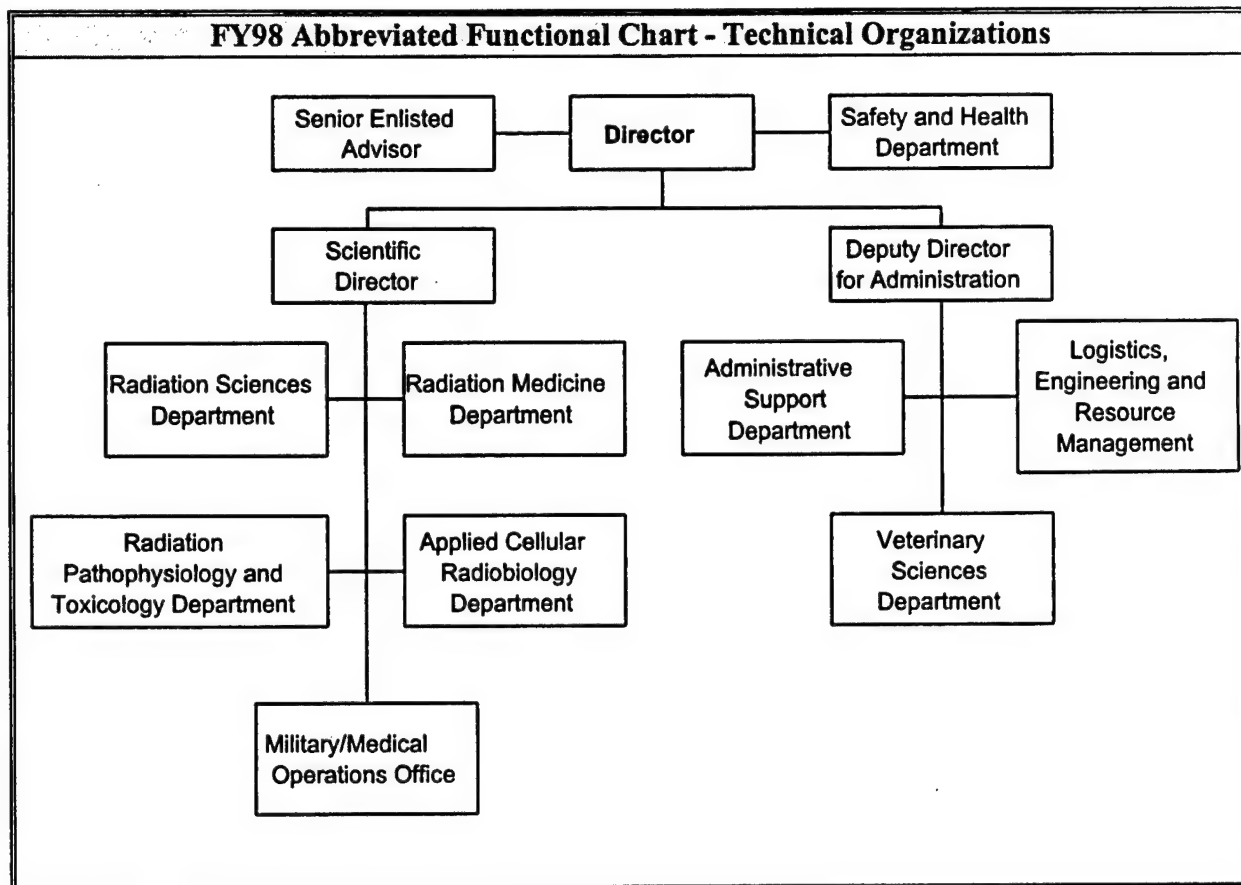 FY98 Abbreviated Functional Chart - Technical Organizations
Senior Enlisted
Advisor
Director
Safety and Health
Department
Scientific
Director
Deputy Director
for Administration
Radiation Sciences
Department
Radiation Medicine
Department
Administrative
Support
Department
Logistics,
Engineering and
Resource
Management
Radiation
Pathophysiology and
Toxicology Department
Applied Cellular
Radiobiology
Department
Veterinary
Sciences
Department
Military/Medical
Operations Office